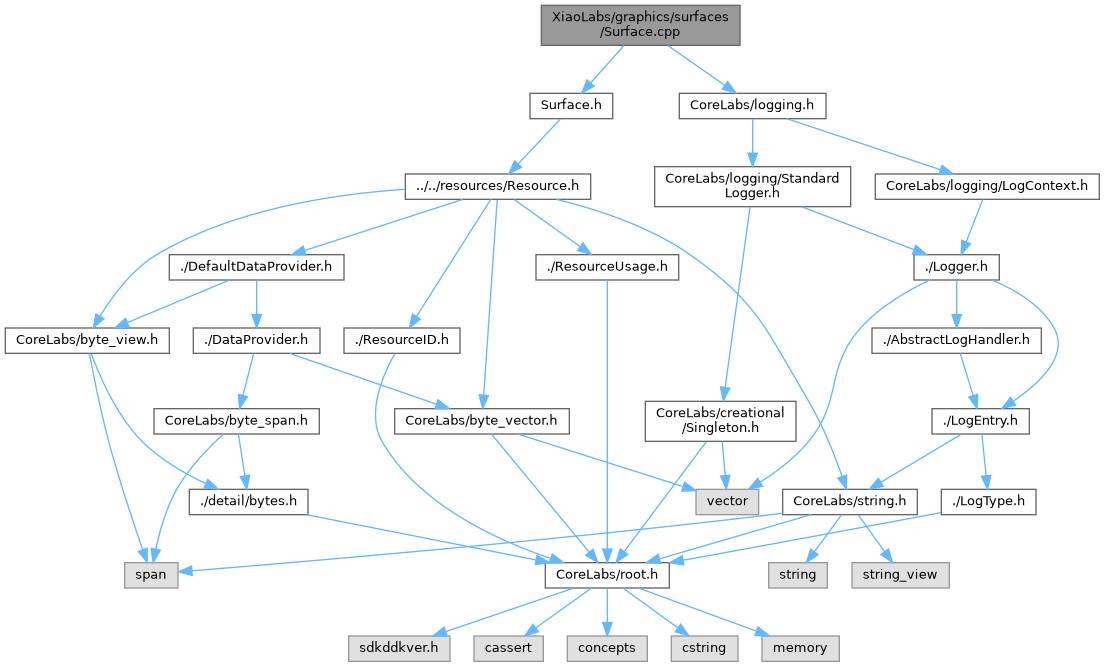 XiaoLabs/graphics/surfaces
/Surface.cpp
Surface.h
CoreLabs/logging.h
../../resources/Resource.h
CoreLabs/logging/Standard
Logger.h
CoreLabs/logging/LogContext.h
./DefaultDataProvider.h
./ResourceUsage.h
./Logger.h
CoreLabs/byte_view.h
./DataProvider.h
./ResourceID.h
./AbstractLogHandler.h
CoreLabs/byte_span.h
CoreLabs/byte_vector.h
CoreLabs/creational
/Singleton.h
./LogEntry.h
./detail/bytes.h
vector
CoreLabs/string.h
./LogType.h
span
CoreLabs/root.h
string
string_view
sdkddkver.h
cassert
concepts
cstring
memory